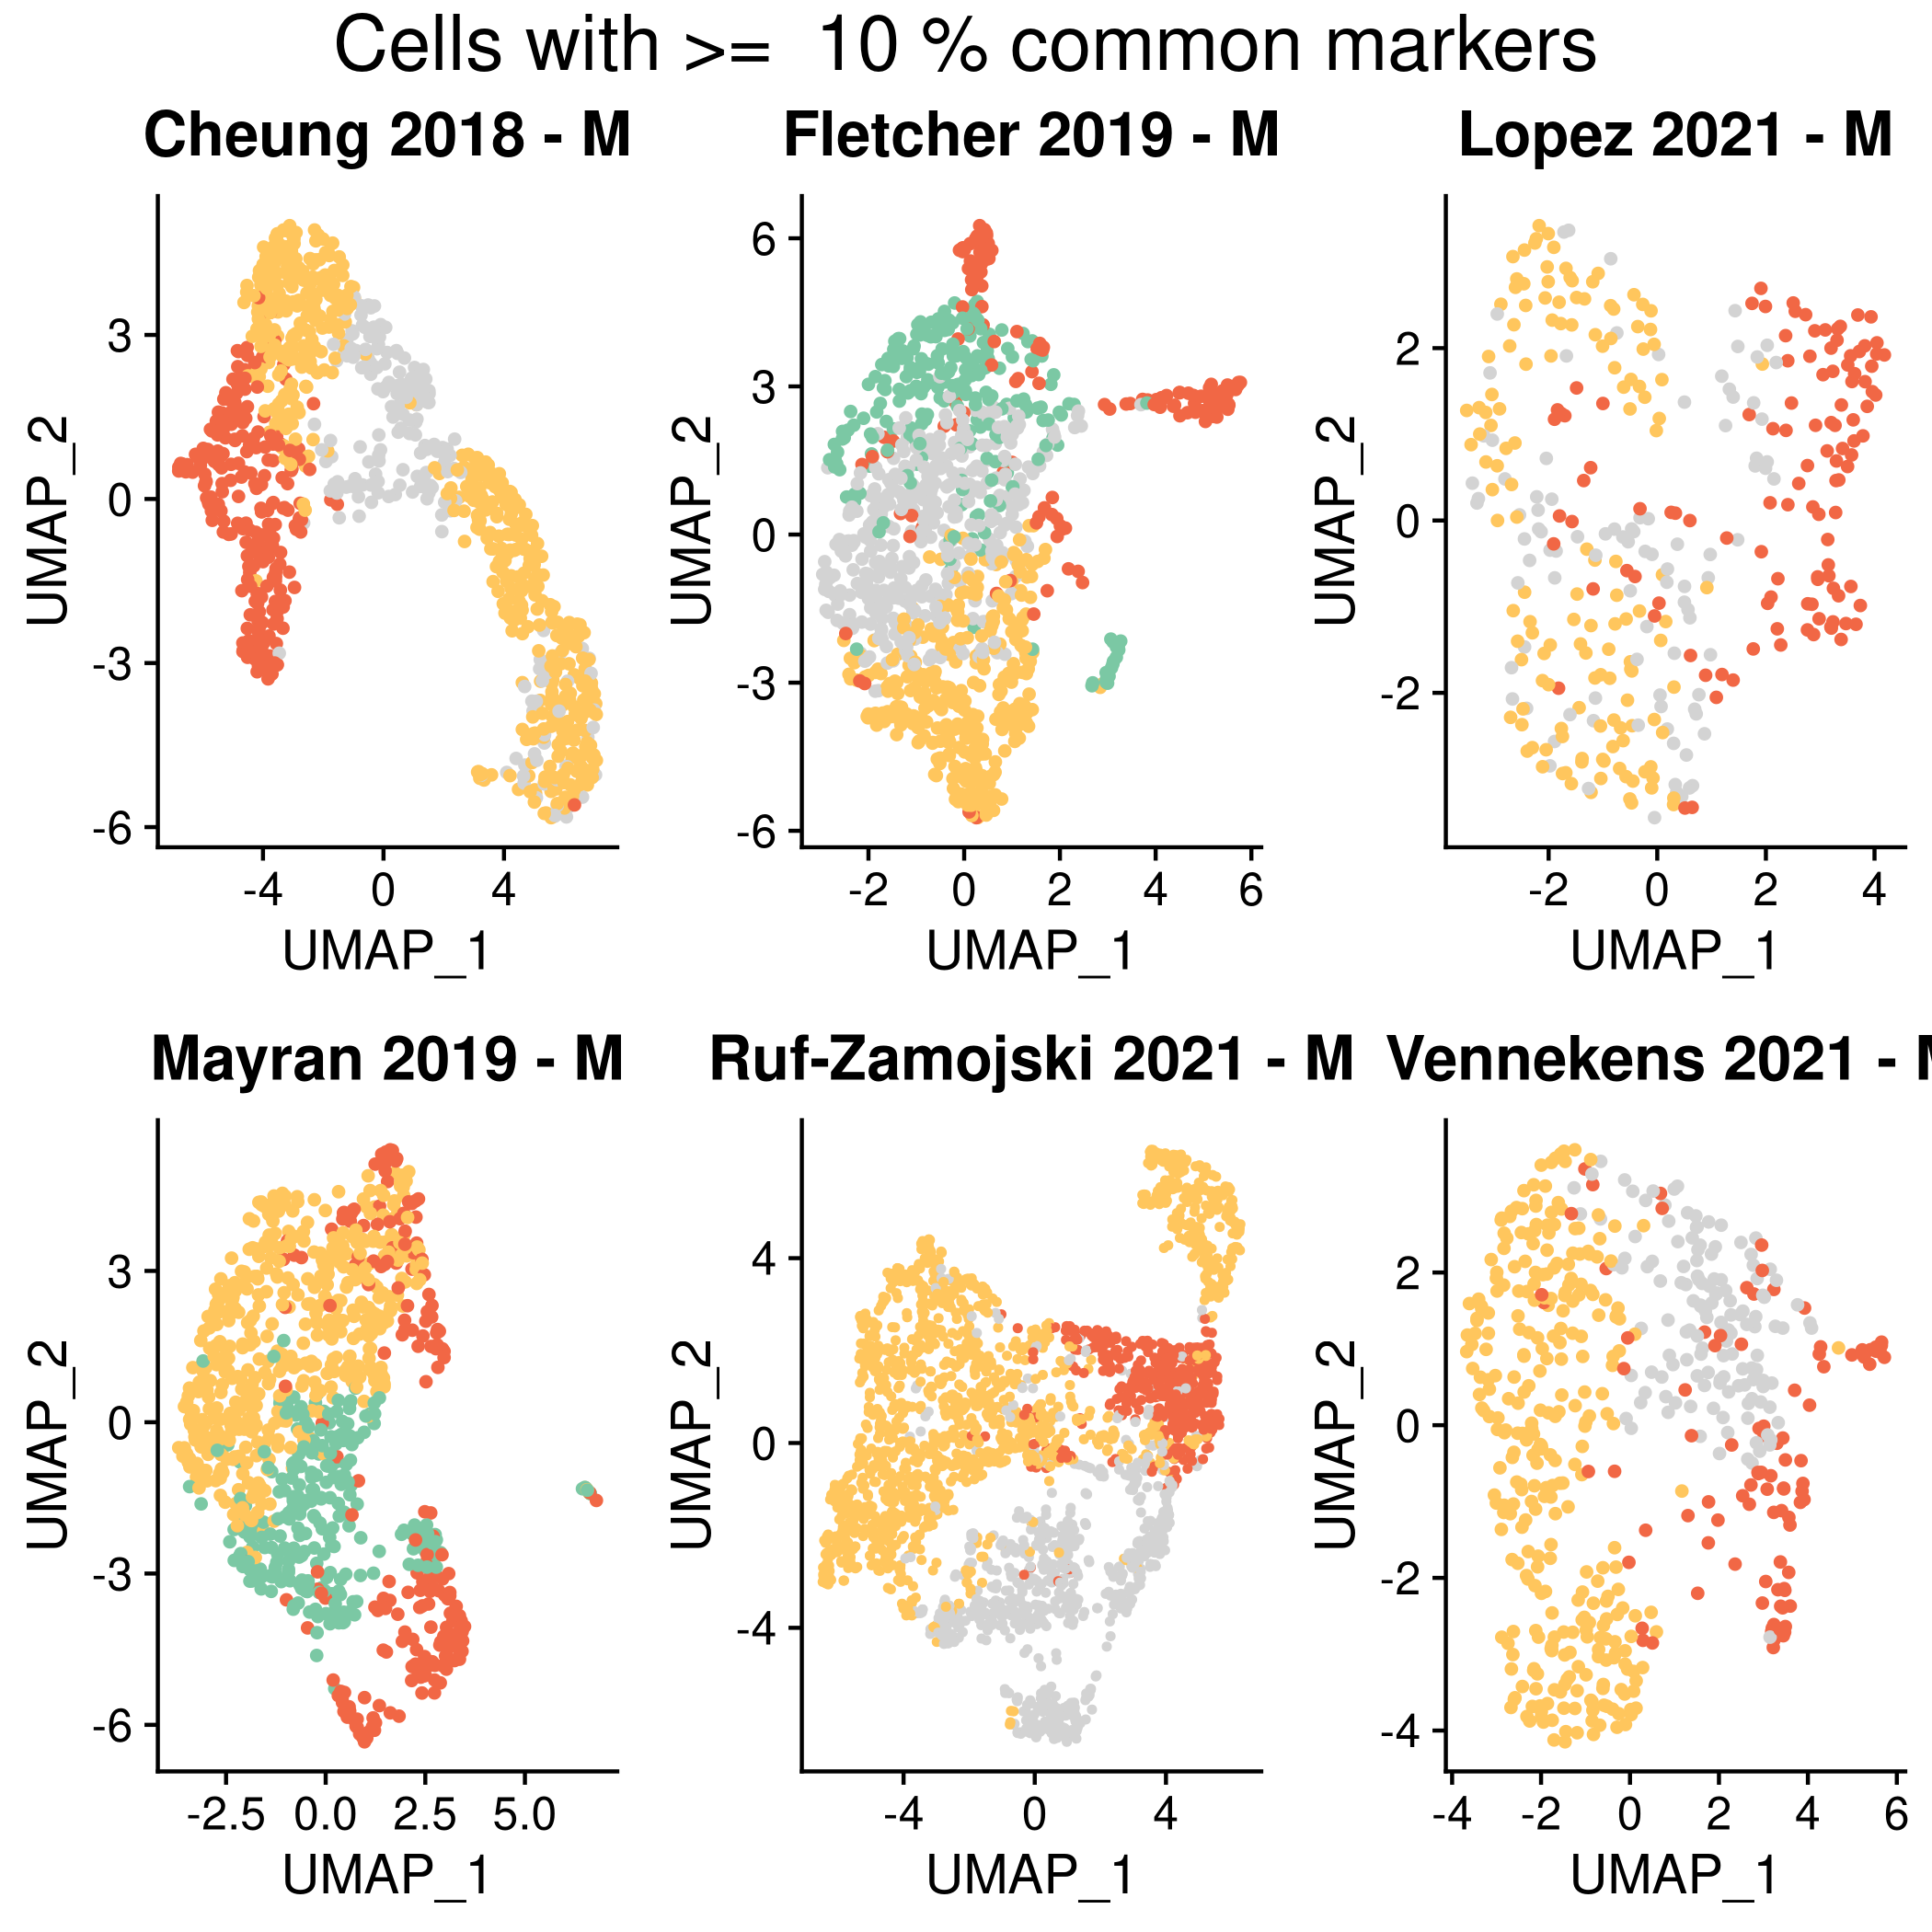 Cells with >= 10 % common markers
Cheung 2018 - M
Fletcher 2019 - M
Lopez 2021 - M
UMAP_2
3
0
-3
-6
-4
0
4
UMAP_1
UMAP_2
6
3
0
-3
-6
-2
0
2
4
6
UMAP_1
UMAP_2
2
0
-2
-2
0
2
4
UMAP_1
Mayran 2019 - M
Ruf-Zamojski 2021 - M
Vennekens 2021 - M
UMAP_2
3
0
-3
-6
-2.5
0.0
2.5
5.0
UMAP_1
UMAP_2
4
0
-4
-4
0
4
UMAP_1
UMAP_2
2
0
-2
-4
-4
-2
0
2
4
6
UMAP_1